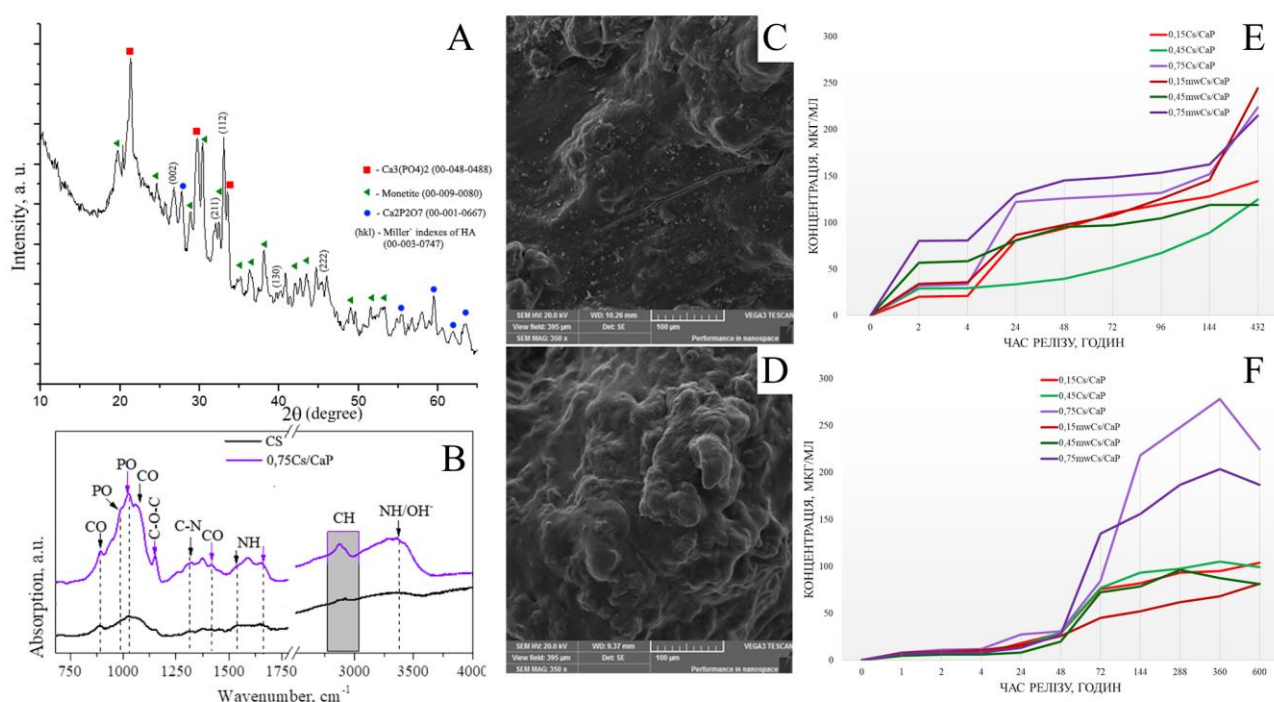 A
Intensity, a. u.
(002)
(211)
(112)
(130)
(222)
- Ca3(PO4)2 (00-048-0488)
- Monetite (00-009-0080)
- Ca2P2O7 (00-001-0667)
(hkl) - Miller` indexes of HA
(00-003-0747)
10 20 30 40 50 60
2θ (degree)
B
CS
0,75Cs/CaP
CO
PO
PO
CO
C-O-C
C-N
CO
NH
CH
NH/OH-
Absorption, a.u.
750 1000 1250 1500 1750 3000 3500 4000
Wavenumber, cm-1
C
SEM HV: 20.0 kV WD: 10.26 mm VEGA3 TESCAN
View field: 395 µm Det: SE 100 µm
SEM MAG: 350 x Performance in nanospace
D
SEM HV: 20.0 kV WD: 9.37 mm VEGA3 TESCAN
View field: 395 µm Det: SE 100 µm
SEM MAG: 350 x Performance in nanospace
E
КОНЦЕНТРАЦІЯ, МКГ/МЛ
300
250
200
150
100
50
0
0,15Cs/CaP
0,45Cs/CaP
0,75Cs/CaP
0,15mwCs/CaP
0,45mwCs/CaP
0,75mwCs/CaP
0 2 4 24 48 72 96 144 432
ЧАС РЕЛІЗУ, ГОДИН
F
КОНЦЕНТРАЦІЯ, МКГ/МЛ
300
250
200
150
100
50
0
0,15Cs/CaP
0,45Cs/CaP
0,75Cs/CaP
0,15mwCs/CaP
0,45mwCs/CaP
0,75mwCs/CaP
0 1 2 4 24 48 72 144 288 360 600
ЧАС РЕЛІЗУ, ГОДИН